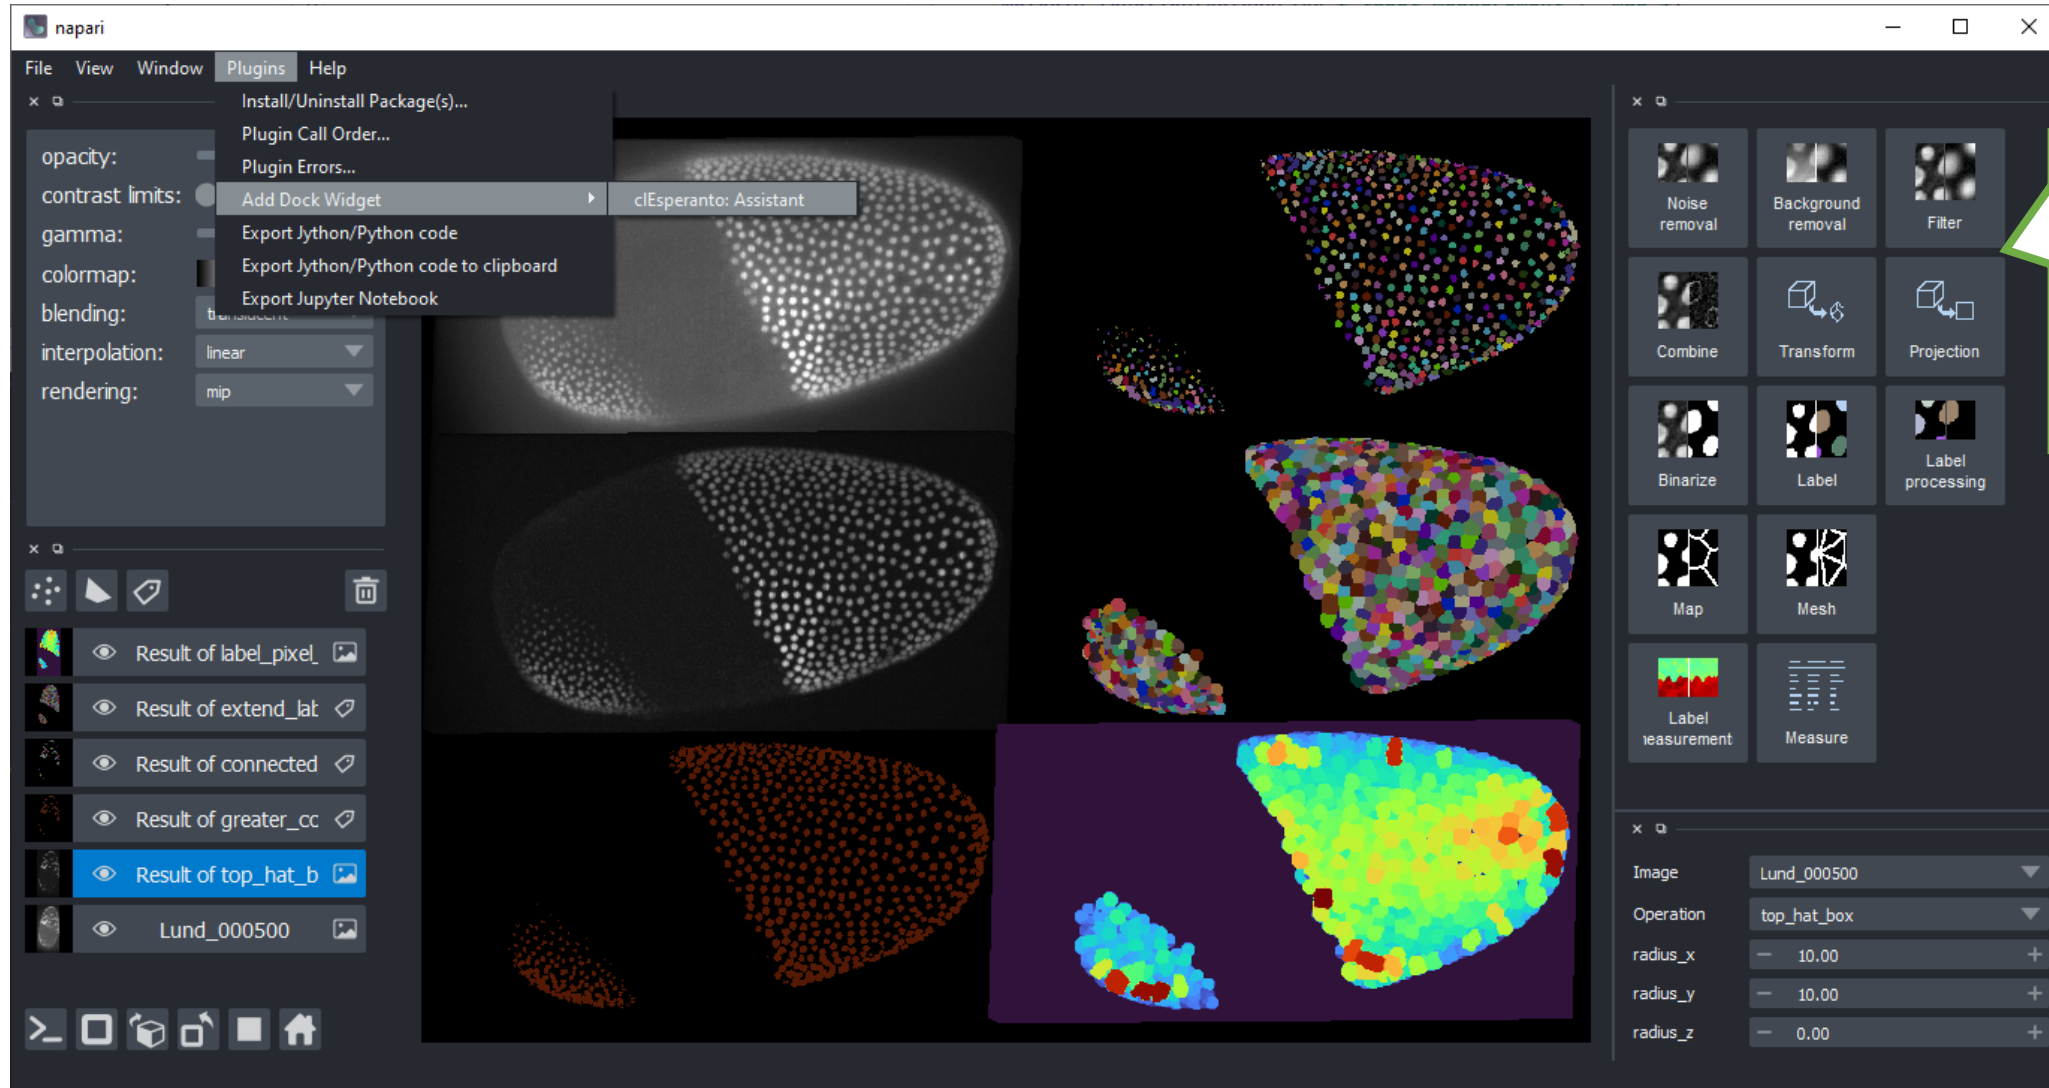 napari
File View Window Plugins Help
Install/Uninstall Package(s)...
Plugin Call Order...
Plugin Errors...
Add Dock Widget
clEsperanto: Assistant
Export Jython/Python code
Export Jython/Python code to clipboard
Export Jupyter Notebook
opacity:
contrast limits:
gamma:
colormap:
blending:
translucent
interpolation:
linear
rendering:
mip
Result of label_pixel_
Result of extend_lab
Result of connected
Result of greater_co
Result of top_hat_b
Lund_000500
Noise
removal
Background
removal
Filter
Combine
Transform
Projection
Binarize
Label
Label
processing
Map
Mesh
Label
measurement
Measure
Image
Lund_000500
Operation
top_hat_box
radius_x
10.00
radius_y
10.00
radius_z
0.00